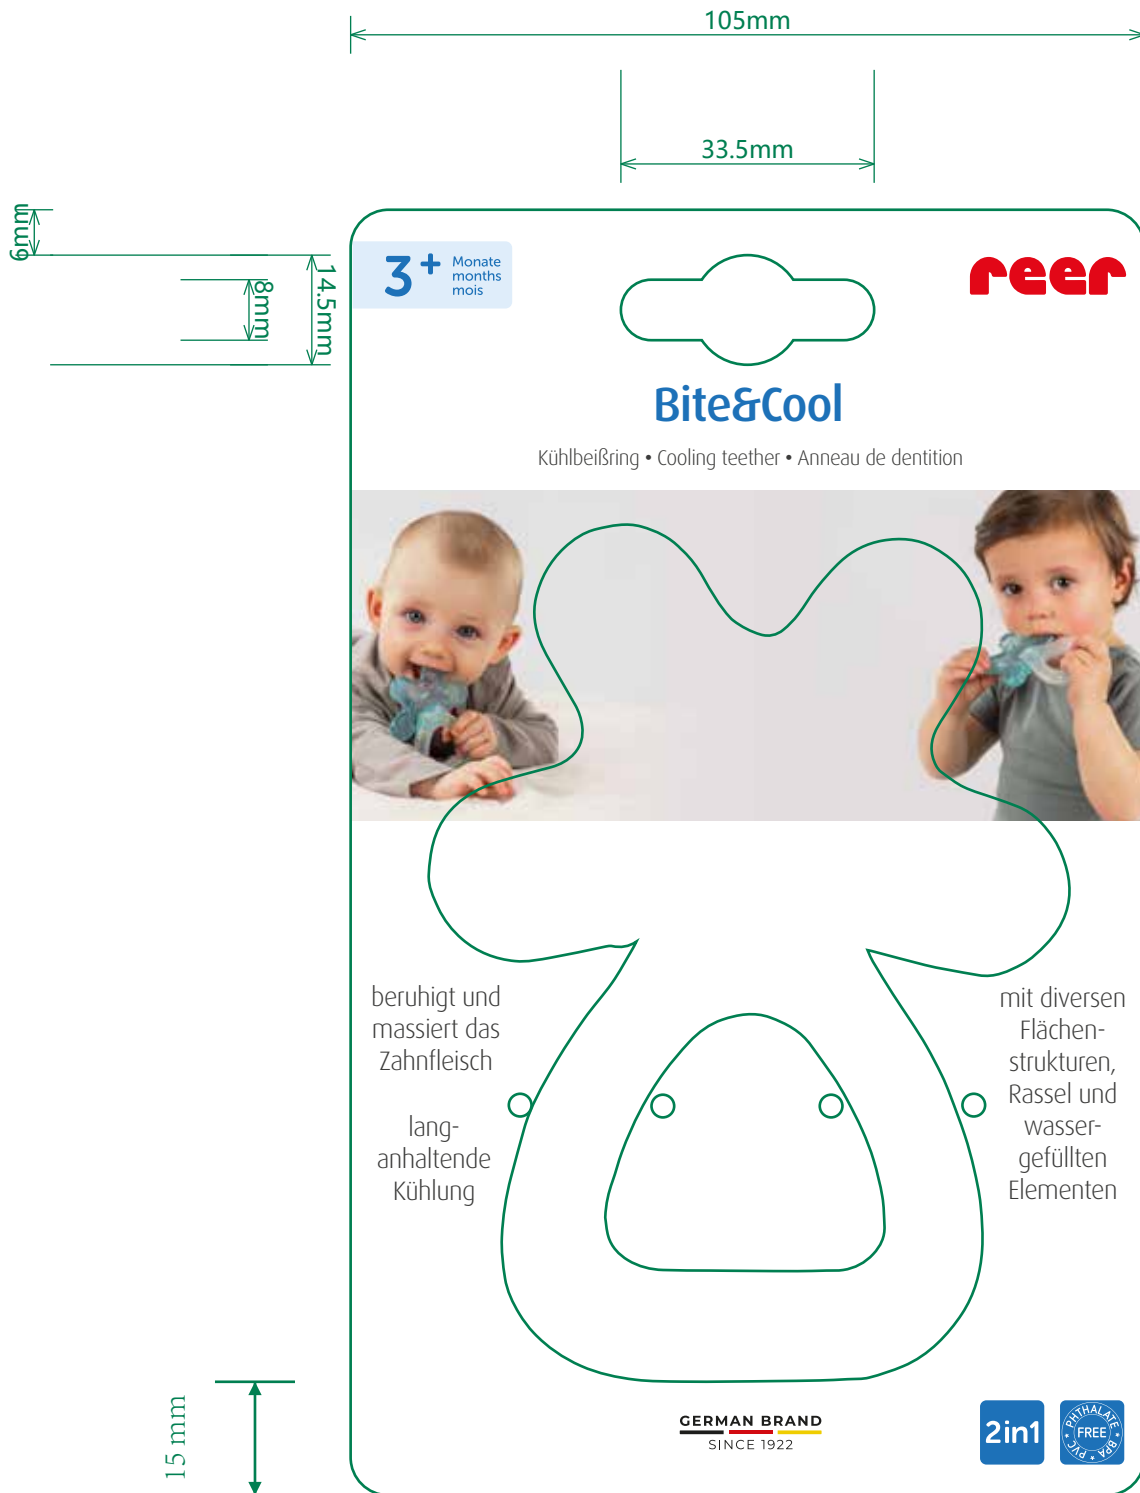 105mm
33.5mm
6mm
14.5mm
8mm
3+ Monate
months
mois
reer
Bite&Cool
Kühlbeißring • Cooling teether • Anneau de dentition
beruhigt und
massiert das
Zahnfleisch
lang-
anhaltende
Kühlung
mit diversen
Flächen-
strukturen,
Rassel und
wasser-
gefüllten
Elementen
15 mm
GERMAN BRAND
SINCE 1922
2in1
PHTHALATE * BPA * PVC *
FREE